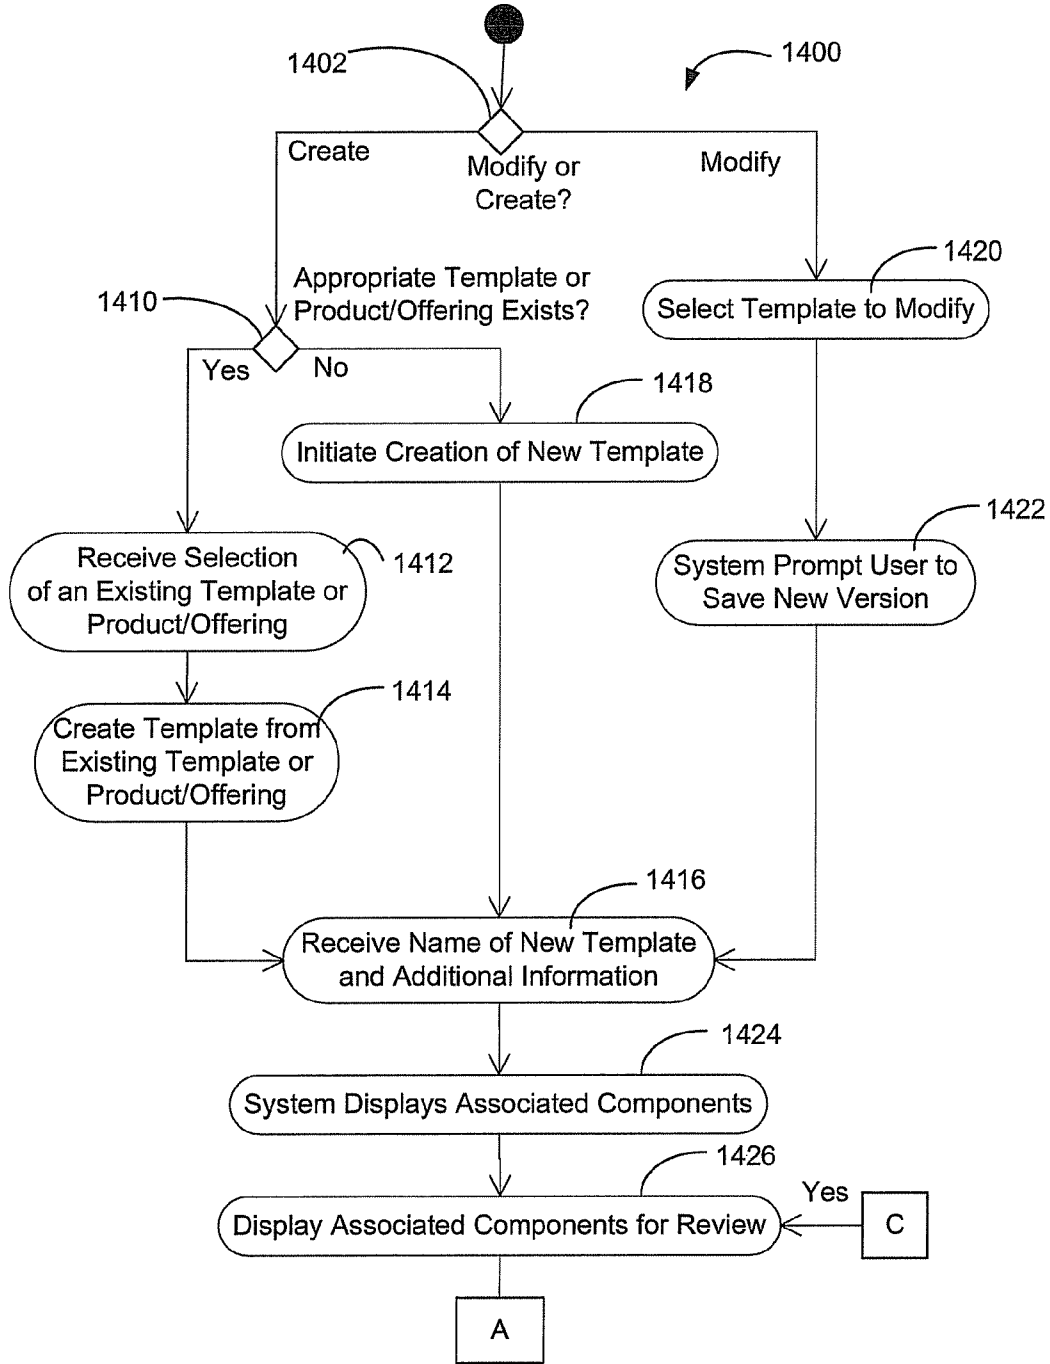 1402
1400
Create
Modify or
Create?
Modify
1420
Appropriate Template or
Product/Offering Exists?
1410
Select Template to Modify
Yes
No
1418
Initiate Creation of New Template
1422
Receive Selection
of an Existing Template or
Product/Offering
1412
System Prompt User to
Save New Version
1414
Create Template from
Existing Template or
Product/Offering
1416
Receive Name of New Template
and Additional Information
1424
System Displays Associated Components
1426
Yes
Display Associated Components for Review
C
A